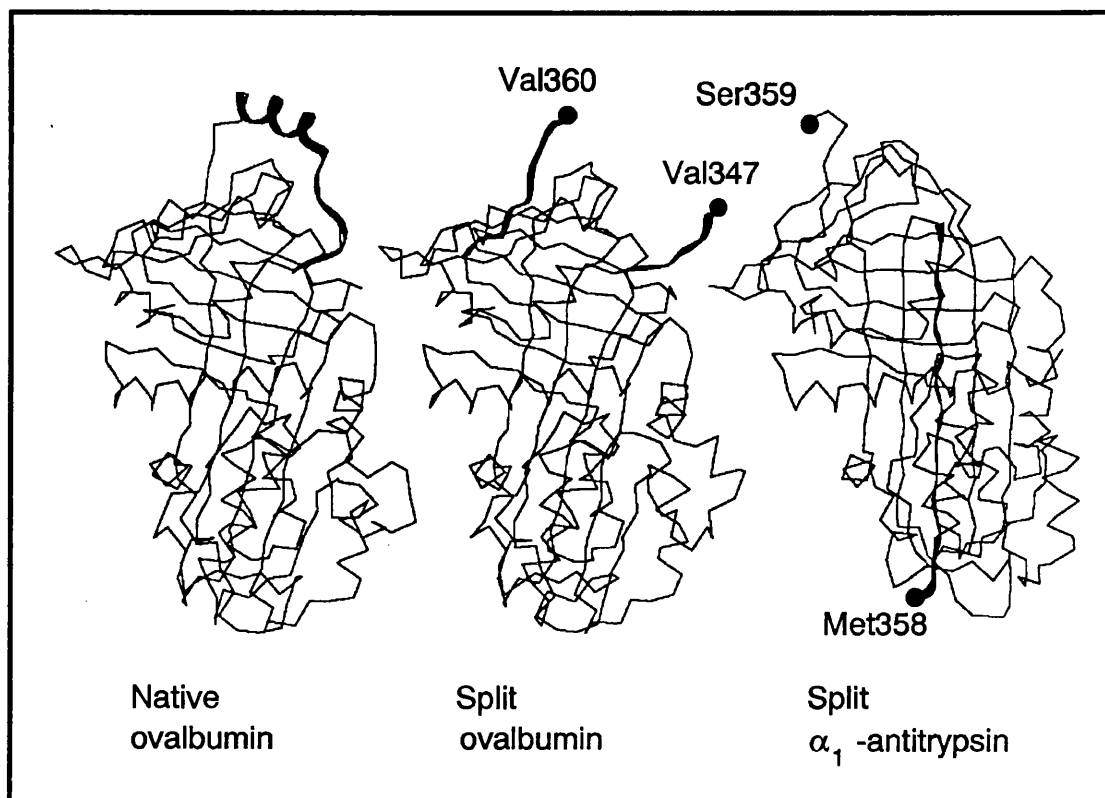 Val360
Ser359
Val347
Met358
Native
ovalbumin
Split
ovalbumin
Split
α1 -antitrypsin